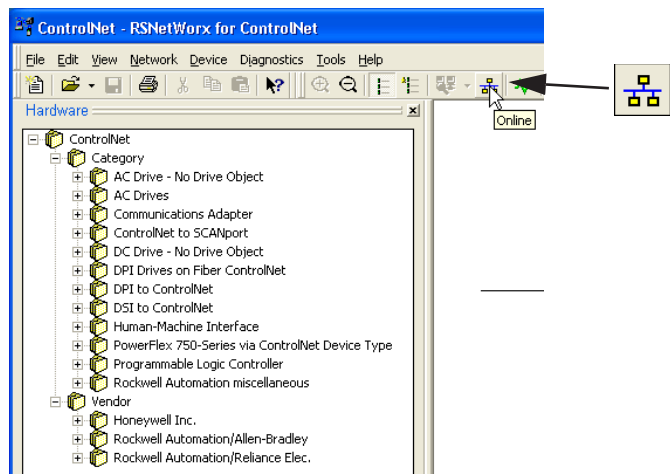 ControlNet - RSNetWorx for ControlNet
File Edit View Network Device Diagnostics Tools Help
Hardware
Online
ControlNet
Category
AC Drive - No Drive Object
AC Drives
Communications Adapter
ControlNet to SCANport
DC Drive - No Drive Object
DPI Drives on Fiber ControlNet
DPI to ControlNet
DSI to ControlNet
Human-Machine Interface
PowerFlex 750-Series via ControlNet Device Type
Programmable Logic Controller
Rockwell Automation miscellaneous
Vendor
Honeywell Inc.
Rockwell Automation/Allen-Bradley
Rockwell Automation/Reliance Elec.